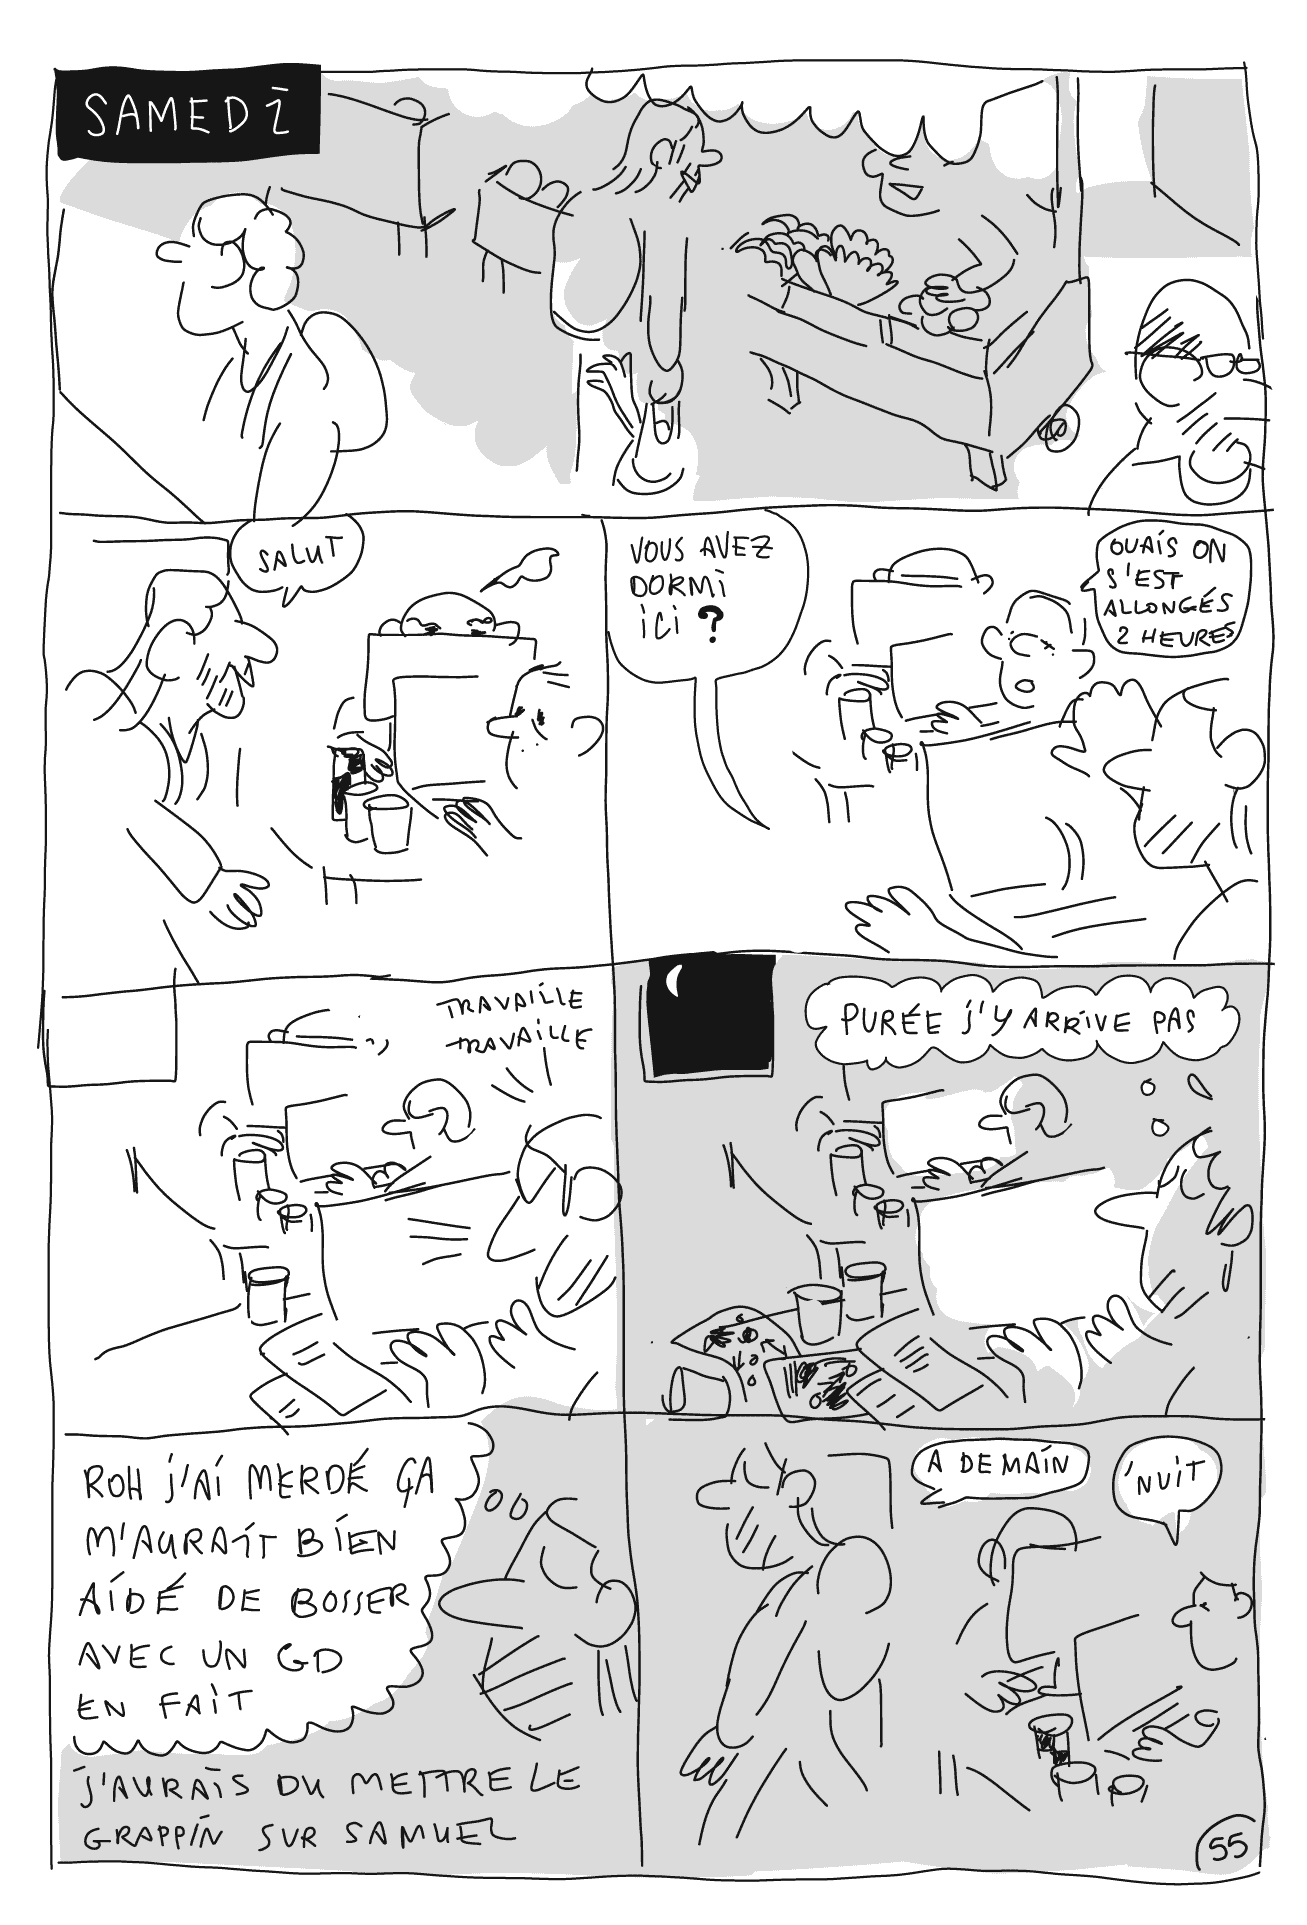 SAMEDI
SALUT
VOUS AVEZ
DORMI
ICI ?
OUAIS ON
S'EST
ALLONGÉS
2 HEURES
TRAVAILLE
TRAVAILLE
PURÉE J'Y ARRIVE PAS
ROH J'AI MERDÉ ÇA
M'AURAIT BIEN
AIDÉ DE BOSSER
AVEC UN GD
EN FAIT
J'AURAIS DU METTRE LE
GRAPPIN SUR SAMUEL
A DEMAIN
'NUIT
55